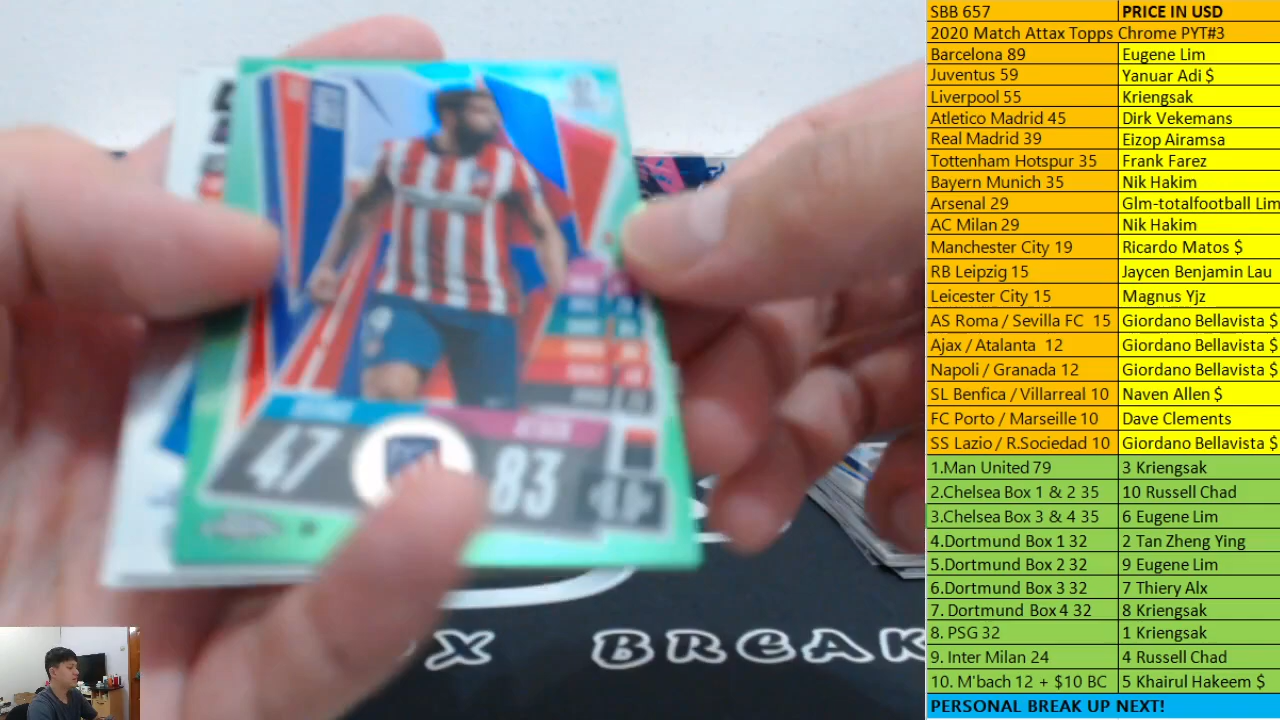 47
83
OX BREAK
SBB 657 PRICE IN USD
2020 Match Attax Topps Chrome PYT#3
Barcelona 89 Eugene Lim
Juventus 59 Yanuar Adi $
Liverpool 55 Kriengsak
Atletico Madrid 45 Dirk Vekemans
Real Madrid 39 Eizop Airamsa
Tottenham Hotspur 35 Frank Farez
Bayern Munich 35 Nik Hakim
Arsenal 29 Glm-totalfootball Lim
AC Milan 29 Nik Hakim
Manchester City 19 Ricardo Matos $
RB Leipzig 15 Jaycen Benjamin Lau
Leicester City 15 Magnus Yjz
AS Roma / Sevilla FC 15 Giordano Bellavista $
Ajax / Atalanta 12 Giordano Bellavista $
Napoli / Granada 12 Giordano Bellavista $
SL Benfica / Villarreal 10 Naven Allen $
FC Porto / Marseille 10 Dave Clements
SS Lazio / R.Sociedad 10 Giordano Bellavista $
1.Man United 79 3 Kriengsak
2.Chelsea Box 1 & 2 35 10 Russell Chad
3.Chelsea Box 3 & 4 35 6 Eugene Lim
4.Dortmund Box 1 32 2 Tan Zheng Ying
5.Dortmund Box 2 32 9 Eugene Lim
6.Dortmund Box 3 32 7 Thiery Alx
7. Dortmund Box 4 32 8 Kriengsak
8. PSG 32 1 Kriengsak
9. Inter Milan 24 4 Russell Chad
10. M'bach 12 + $10 BC 5 Khairul Hakeem $
PERSONAL BREAK UP NEXT!